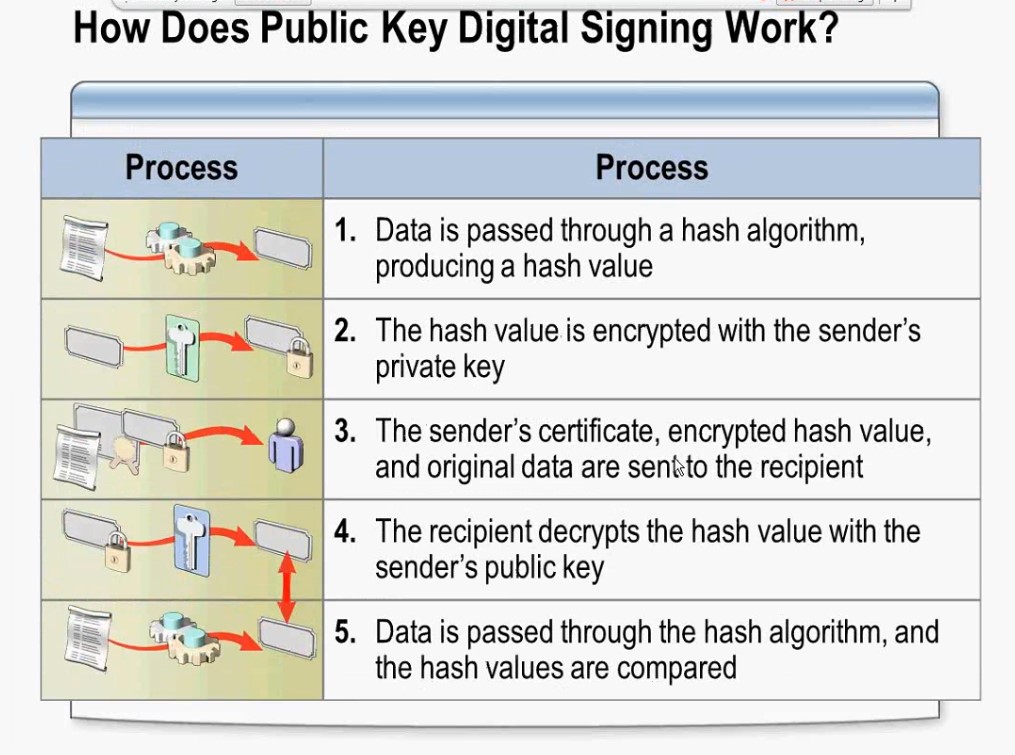 How Does Public Key Digital Signing Work?
Process
Process
1. Data is passed through a hash algorithm,
producing a hash value
2. The hash value is encrypted with the sender's
private key
3. The sender's certificate, encrypted hash value,
and original data are sent to the recipient
4. The recipient decrypts the hash value with the
sender's public key
5. Data is passed through the hash algorithm, and
the hash values are compared